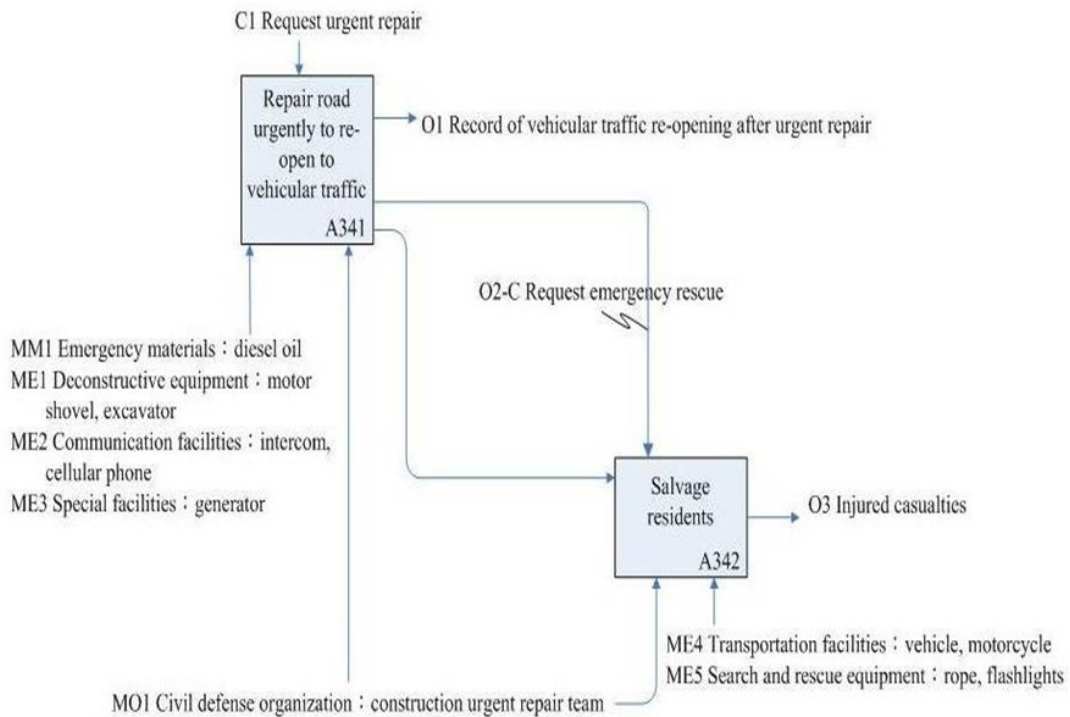 C1 Request urgent repair
Repair road
urgently to re-
open to
vehicular traffic
A341
O1 Record of vehicular traffic re-opening after urgent repair
O2-C Request emergency rescue
MM1 Emergency materials：diesel oil
ME1 Deconstructive equipment：motor
shovel, excavator
ME2 Communication facilities：intercom,
cellular phone
ME3 Special facilities：generator
Salvage
residents
A342
O3 Injured casualties
ME4 Transportation facilities：vehicle, motorcycle
ME5 Search and rescue equipment：rope, flashlights
MO1 Civil defense organization：construction urgent repair team